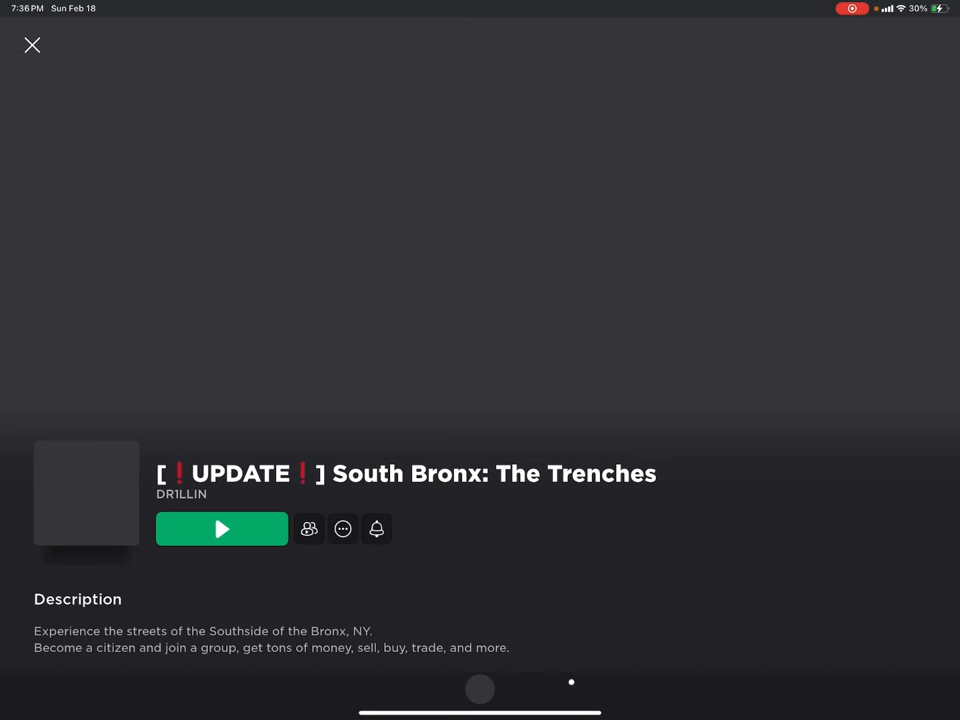 7:36 PM Sun Feb 18
30%
[❗UPDATE❗] South Bronx: The Trenches
DR1LLIN
Description
Experience the streets of the Southside of the Bronx, NY.
Become a citizen and join a group, get tons of money, sell, buy, trade, and more.